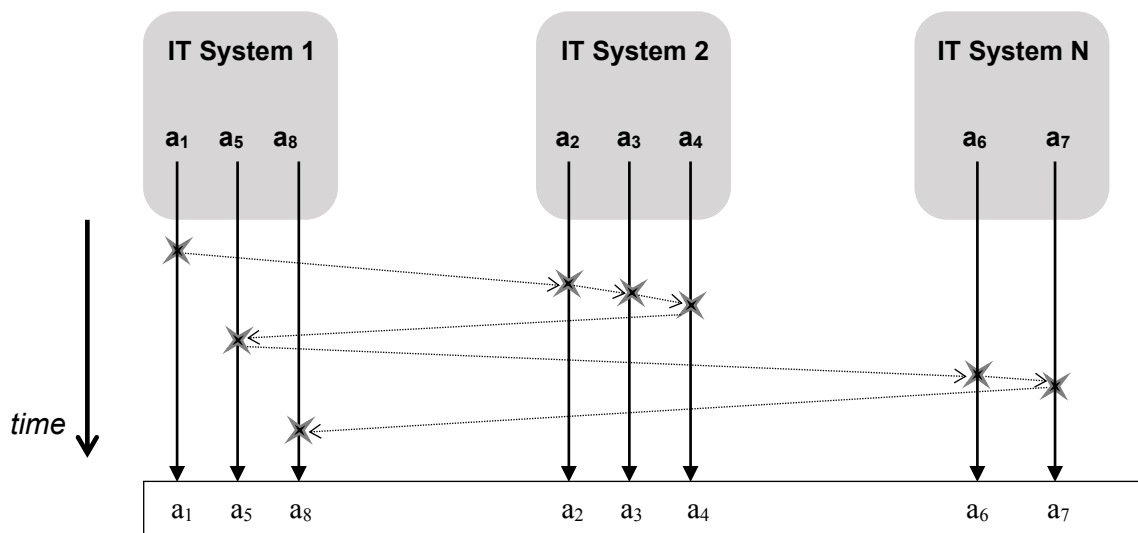 IT System 1 IT System 2 IT System N
a₁ a₅ a₈ a₂ a₃ a₄ a₆ a₇
time
a₁ a₅ a₈ a₂ a₃ a₄ a₆ a₇